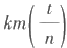 km( t / n )